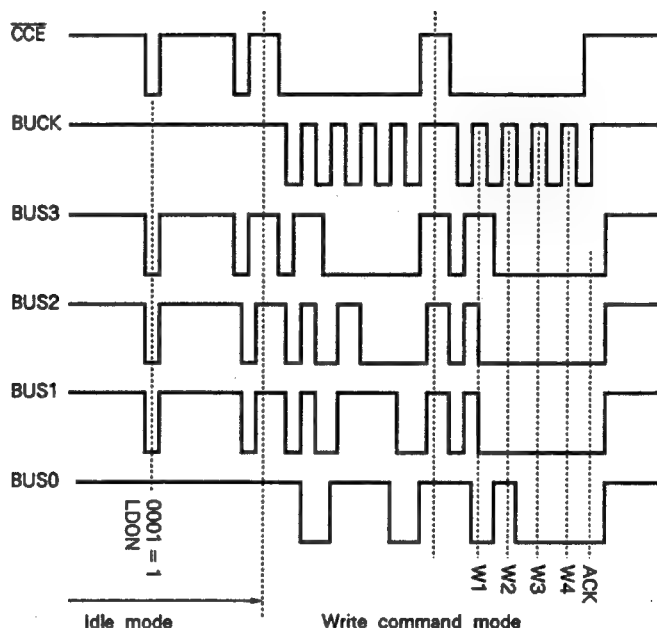 CCE
BUCK
BUS3
BUS2
BUS1
BUS0
0001 = 1
LDON
W1
W2
W3
W4
ACK
Idle mode
Write command mode